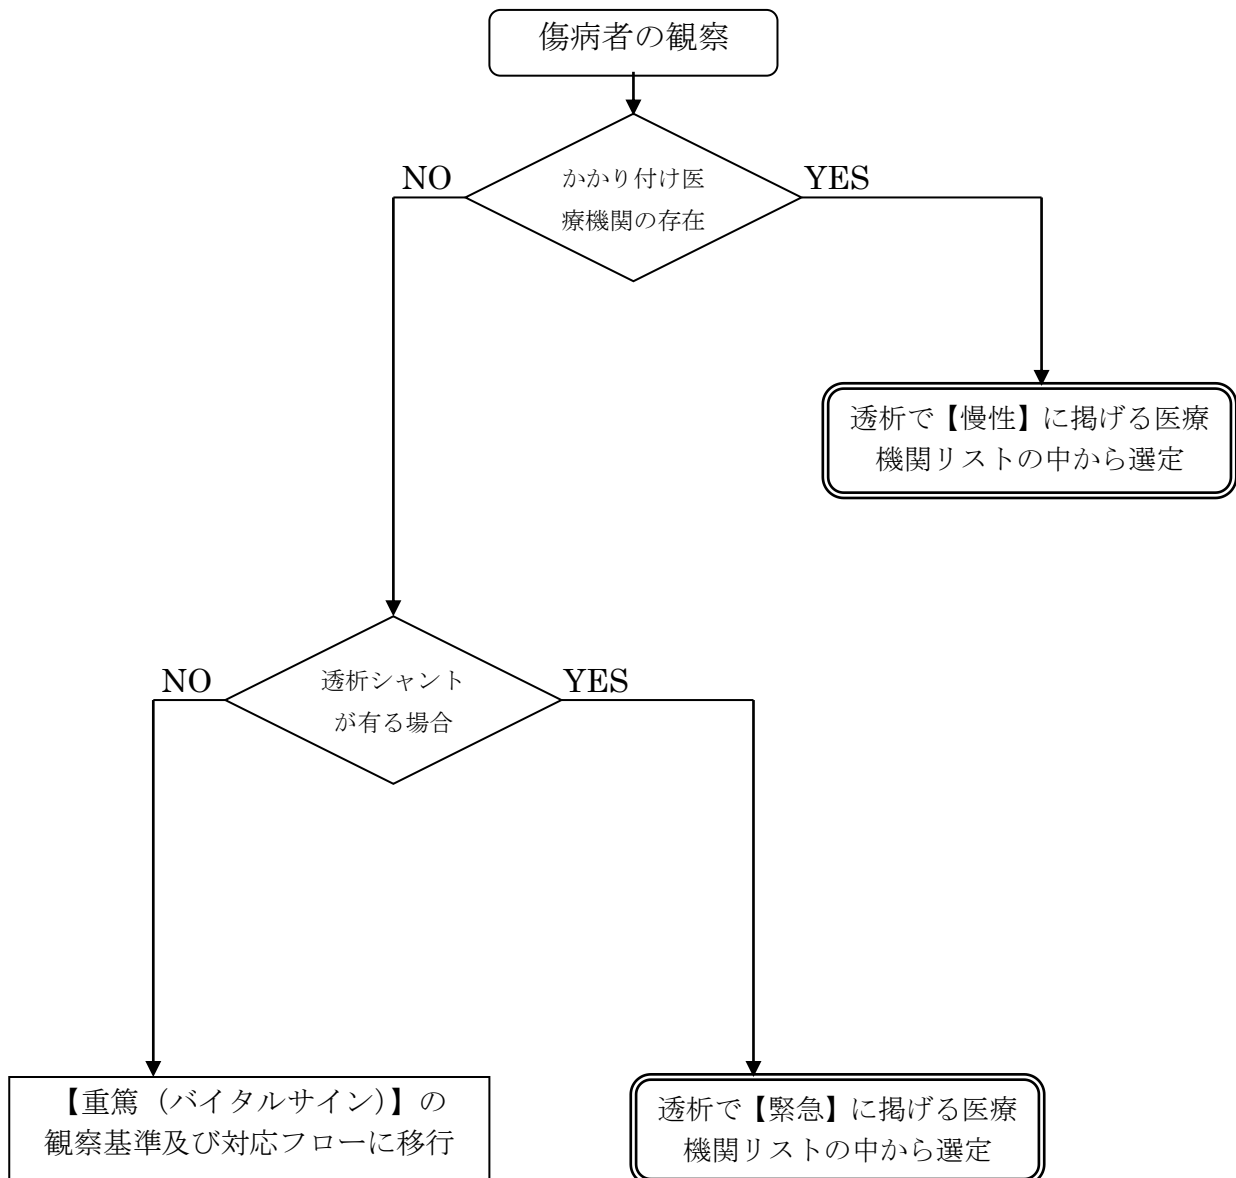 傷病者の観察
NO
かかり付け医
療機関の存在
YES
透析で【慢性】に掲げる医療
機関リストの中から選定
NO
透析シャント
が有る場合
YES
【重篤（バイタルサイン）】の
観察基準及び対応フローに移行
透析で【緊急】に掲げる医療
機関リストの中から選定